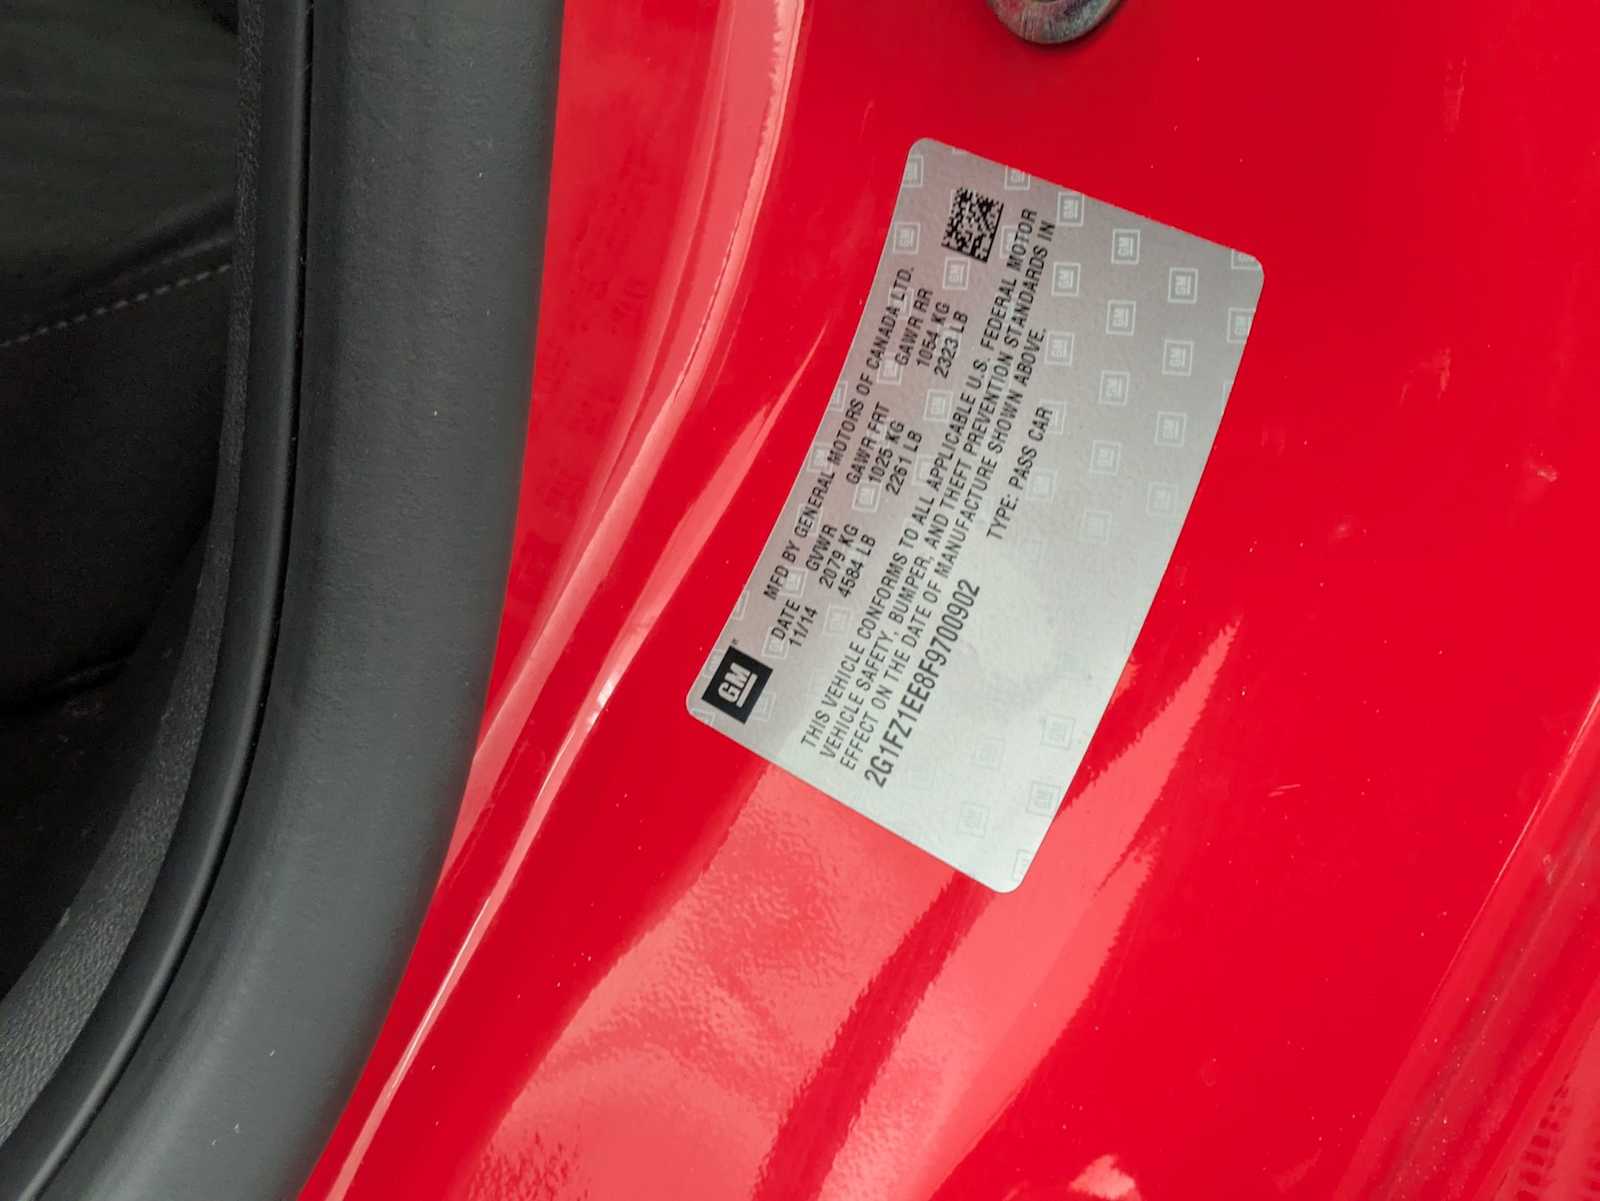 GM
MFD BY GENERAL MOTORS OF CANADA LTD.
DATE GVWR GAWR FRT GAWR RR
11/14 2079 KG 1025 KG 1054 KG
4584 LB 2261 LB 2323 LB
THIS VEHICLE CONFORMS TO ALL APPLICABLE U.S. FEDERAL MOTOR
VEHICLE SAFETY, BUMPER, AND THEFT PREVENTION STANDARDS IN
EFFECT ON THE DATE OF MANUFACTURE SHOWN ABOVE.
2G1FZ1EE8F9700902 TYPE: PASS CAR